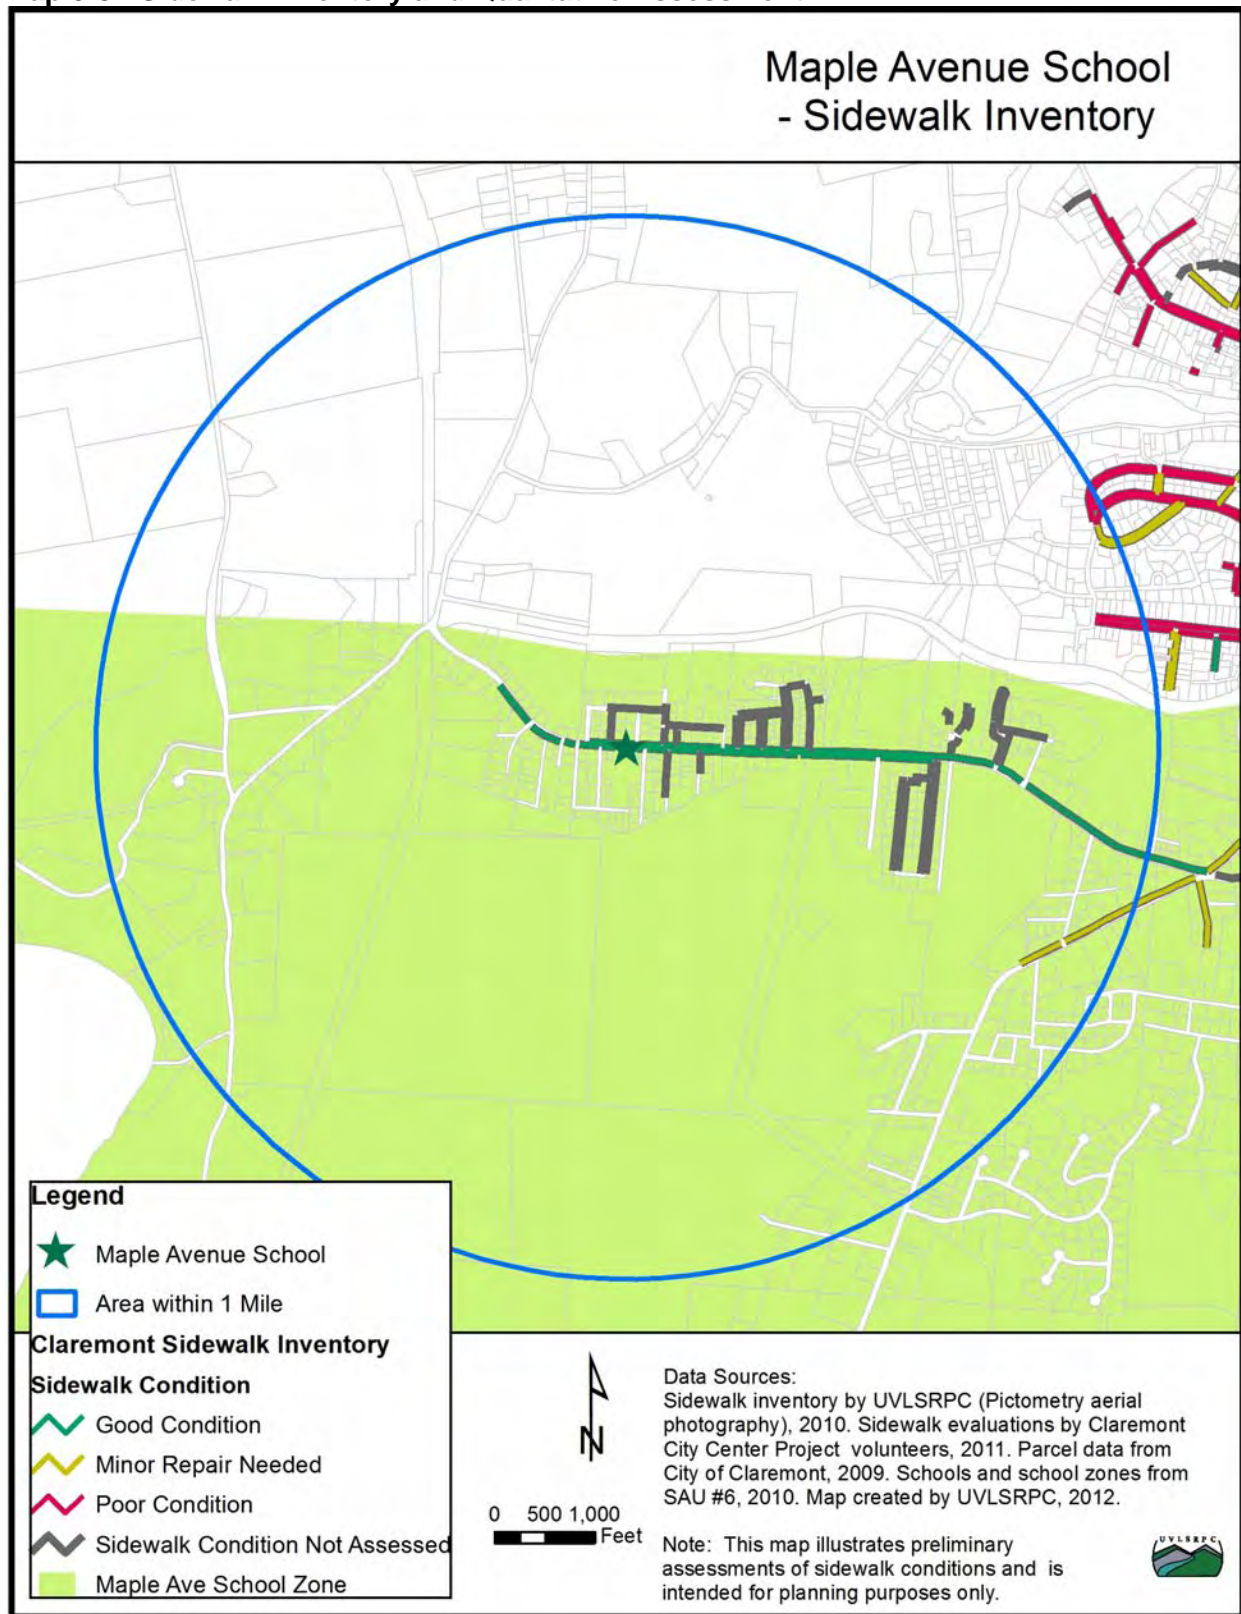 Maple Avenue School
- Sidewalk Inventory
Legend
Maple Avenue School
Area within 1 Mile
Claremont Sidewalk Inventory
Sidewalk Condition
Good Condition
Minor Repair Needed
Poor Condition
Sidewalk Condition Not Assessed
Maple Ave School Zone
N
0 500 1,000
Feet
Data Sources:
Sidewalk inventory by UVLSRPC (Pictometry aerial
photography), 2010. Sidewalk evaluations by Claremont
City Center Project volunteers, 2011. Parcel data from
City of Claremont, 2009. Schools and school zones from
SAU #6, 2010. Map created by UVLSRPC, 2012.
Note: This map illustrates preliminary
assessments of sidewalk conditions and is
intended for planning purposes only.
UVLSRPC